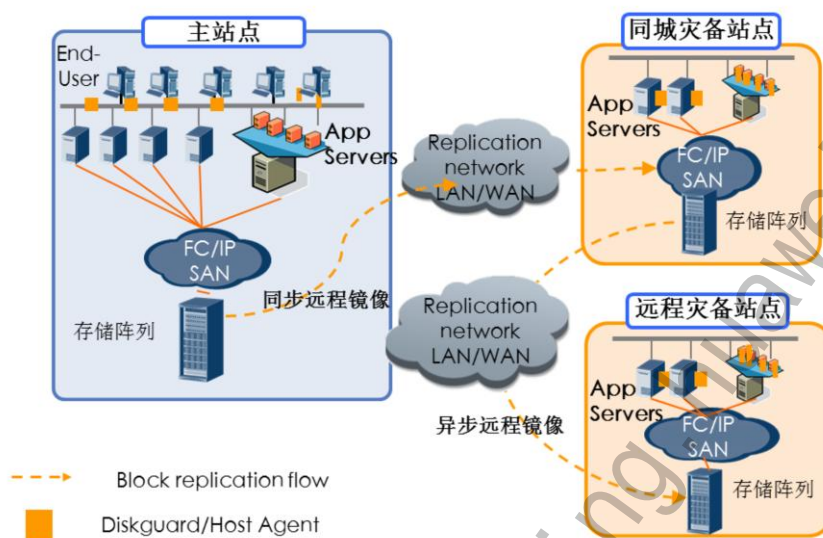 主站点
End-
User
App
Servers
FC/IP
SAN
存储阵列
同步远程镜像
Replication
network
LAN/WAN
Replication
network
LAN/WAN
异步远程镜像
同城灾备站点
App
Servers
FC/IP
SAN
存储阵列
远程灾备站点
App
Servers
FC/IP
SAN
存储阵列
Block replication flow
Diskguard/Host Agent